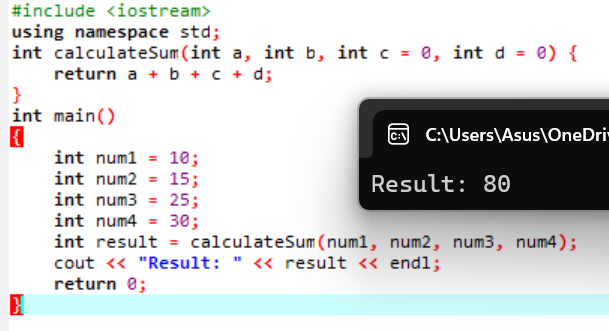 #include <iostream>
using namespace std;
int calculateSum(int a, int b, int c = 0, int d = 0) {
    return a + b + c + d;
}
int main()
{
    int num1 = 10;
    int num2 = 15;
    int num3 = 25;
    int num4 = 30;
    int result = calculateSum(num1, num2, num3, num4);
    cout << "Result: " << result << endl;
    return 0;
}
C:\Users\Asus\OneDri
Result: 80